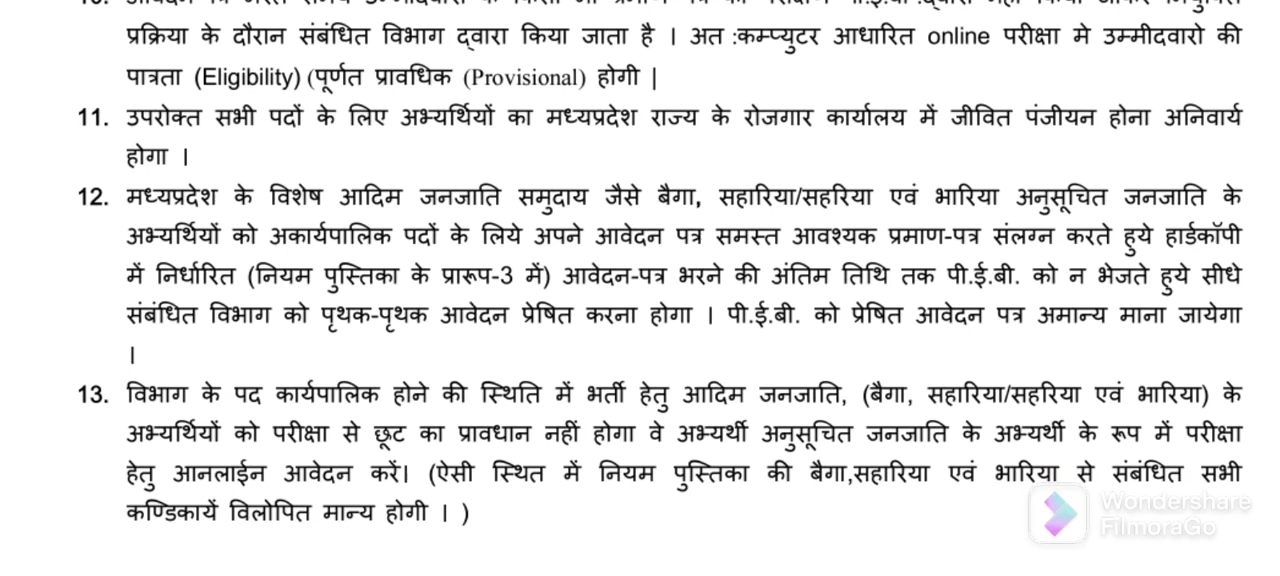 प्रक्रिया के दौरान संबंधित विभाग द्वारा किया जाता है | अत :कम्प्युटर आधारित online परीक्षा मे उम्मीदवारो की
पात्रता (Eligibility) (पूर्णत प्रावधिक (Provisional) होगी |
11. उपरोक्त सभी पदों के लिए अभ्यर्थियों का मध्यप्रदेश राज्य के रोजगार कार्यालय में जीवित पंजीयन होना अनिवार्य
होगा ।
12. मध्यप्रदेश के विशेष आदिम जनजाति समुदाय जैसे बैगा, सहारिया/सहरिया एवं भारिया अनुसूचित जनजाति के
अभ्यर्थियों को अकार्यपालिक पदों के लिये अपने आवेदन पत्र समस्त आवश्यक प्रमाण-पत्र संलग्न करते हुये हार्डकॉपी
में निर्धारित (नियम पुस्तिका के प्रारूप-3 में) आवेदन-पत्र भरने की अंतिम तिथि तक पी.ई.बी. को न भेजते हुये सीधे
संबंधित विभाग को पृथक-पृथक आवेदन प्रेषित करना होगा । पी.ई.बी. को प्रेषित आवेदन पत्र अमान्य माना जायेगा
।
13. विभाग के पद कार्यपालिक होने की स्थिति में भर्ती हेतु आदिम जनजाति, (बैगा, सहारिया/सहरिया एवं भारिया) के
अभ्यर्थियों को परीक्षा से छूट का प्रावधान नहीं होगा वे अभ्यर्थी अनुसूचित जनजाति के अभ्यर्थी के रूप में परीक्षा
हेतु आनलाईन आवेदन करें। (ऐसी स्थित में नियम पुस्तिका की बैगा,सहारिया एवं भारिया से संबंधित सभी
कण्डिकायें विलोपित मान्य होगी । )
Wondershare
FilmoraGo